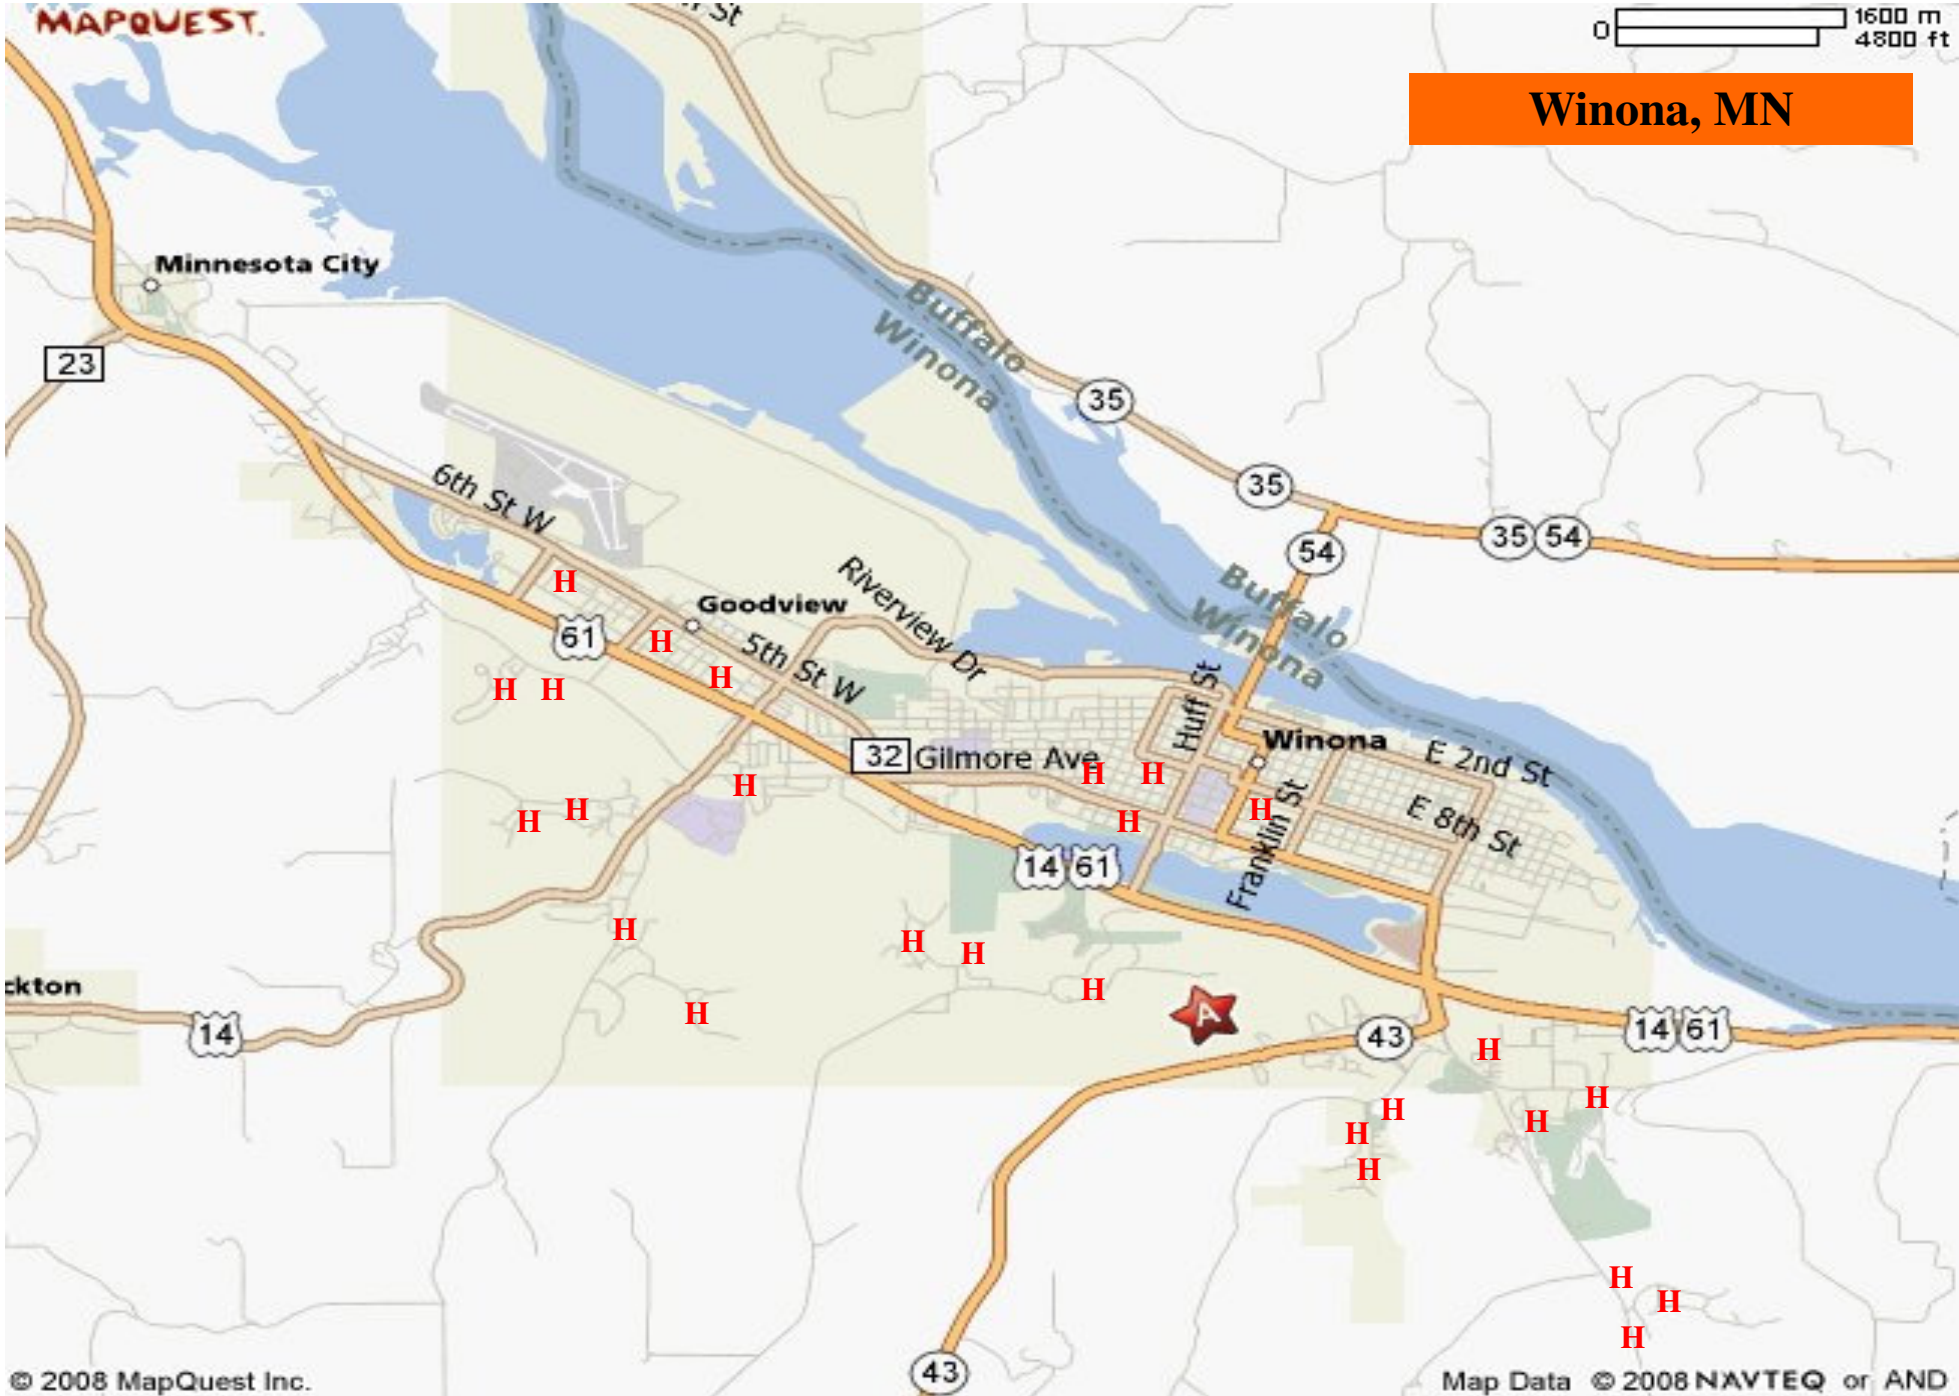 MAPQUEST.
n St
0
1600 m
4800 ft
Winona, MN
Minnesota City
23
Buffalo
Winona
35
35
54
35
54
6th St W
H
Goodview
Riverview Dr
Buffalo
Winona
61
H
5th St W
H
H
H
Huff St
32
Gilmore Ave
Winona
E 2nd St
H
H
H
H
H
H
H
Franklin St
H
E 8th St
14
61
H
H
H
ckton
H
H
A
14
43
14
61
H
H
H
H
H
H
H
H
H
43
© 2008 MapQuest Inc.
Map Data © 2008 NAVTEQ or AND